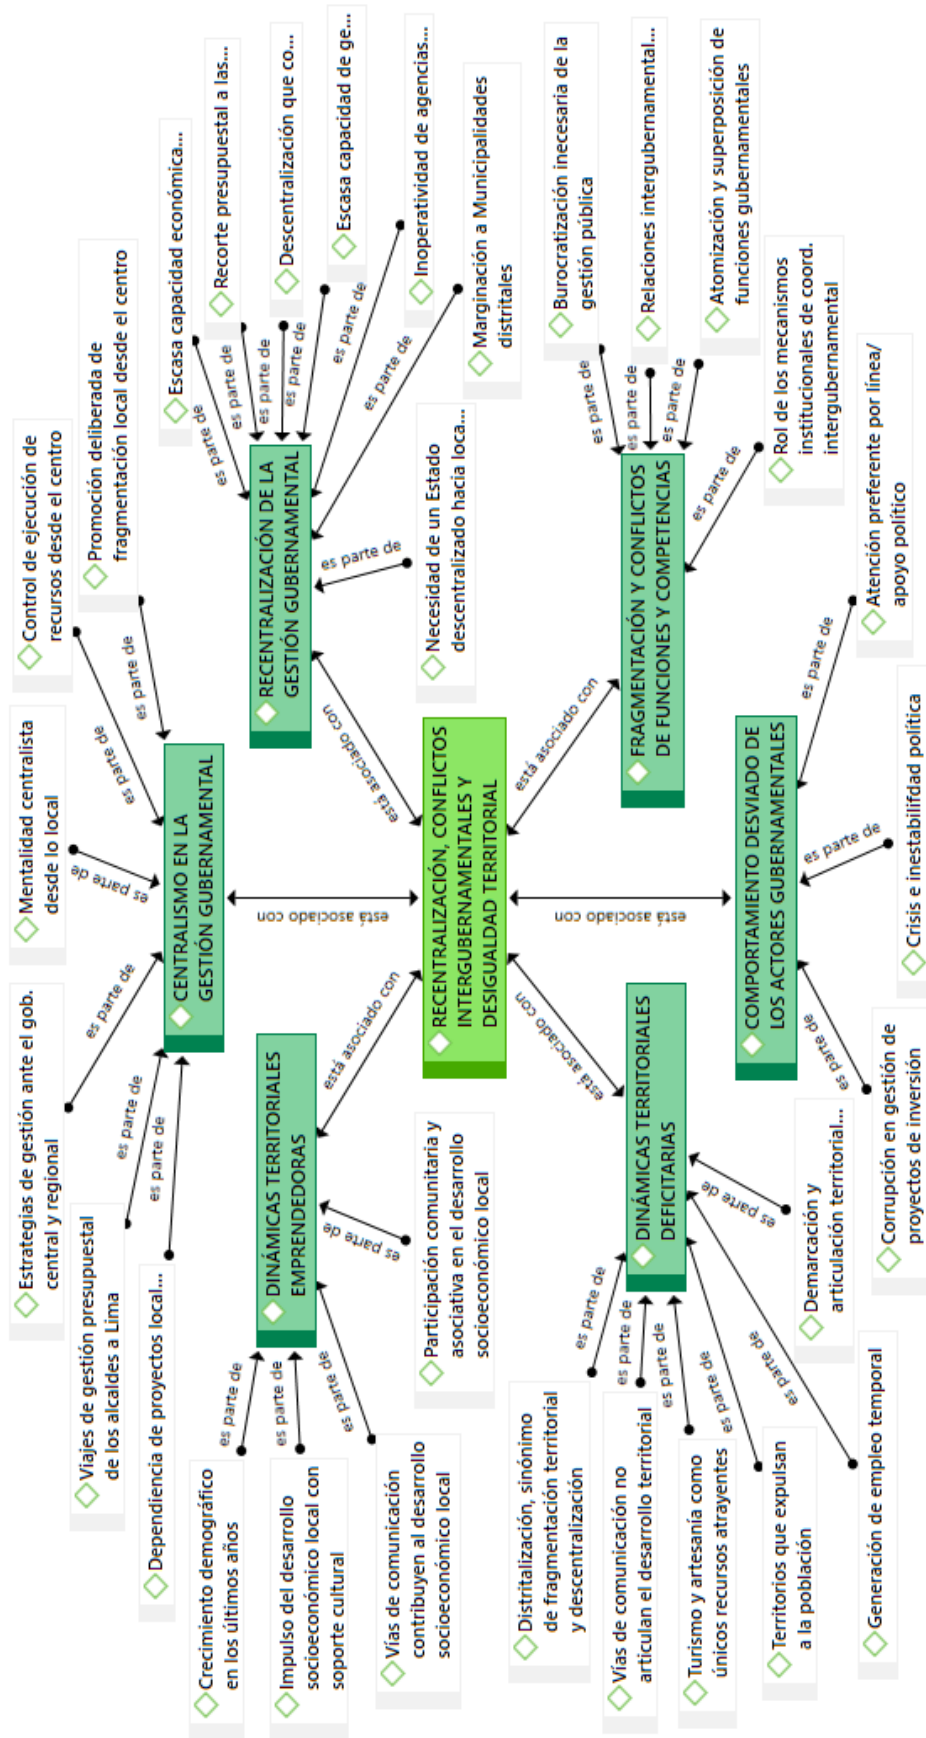 Estrategias de gestión ante el gob.
central y regional
Mentalidad centralista
desde lo local
Control de ejecución de
recursos desde el centro
Viajes de gestión presupuestal
de los alcaldes a Lima
Promoción deliberada de
fragmentación local desde el centro
Dependiencia de proyectos local...
es parte de
es parte de
es parte de
es parte de
es parte de
es parte de
CENTRALISMO EN LA
GESTIÓN GUBERNAMENTAL
Escasa capacidad económica...
Recorte presupuestal a las...
Descentralización que co...
Escasa capacidad de ge...
Inoperatividad de agencias...
Marginación a Municipalidades
distritales
es parte de
es parte de
es parte de
es parte de
es parte de
es parte de
Crecimiento demográfico
en los últimos años
Impulso del desarrollo
socioeconómico local con
soporte cultural
Vías de comunicación
contribuyen al desarrollo
socioeconómico local
es parte de
es parte de
es parte de
DINÁMICAS TERRITORIALES
EMPRENDEDORAS
RECENTRALIZACIÓN DE LA
GESTIÓN GUBERNAMENTAL
es parte de
Participación comunitaria y
asociativa en el desarrollo
socioeconómico local
está asociado con
está asociado con
está asociado con
es parte de
Necesidad de un Estado
descentralizado hacia loca...
RECENTRALIZACIÓN, CONFLICTOS
INTERGUBERNAMENTALES Y
DESIGUALDAD TERRITORIAL
está asociado con
está asociado con
está asociado con
Distritalización, sinónimo
de fragmentación territorial
y descentralización
Vías de comunicación no
articulan el desarrollo territorial
Turismo y artesanía como
únicos recursos atrayentes
Territorios que expulsan
a la población
Generación de empleo temporal
es parte de
es parte de
es parte de
es parte de
es parte de
es parte de
DINÁMICAS TERRITORIALES
DEFICITARIAS
Demarcación y
articulación territorial...
FRAGMENTACIÓN Y CONFLICTOS
DE FUNCIONES Y COMPETENCIAS
es parte de
es parte de
es parte de
es parte de
Burocratización inecesaria de la
gestión pública
Relaciones intergubernamental...
Atomización y superposición de
funciones gubernamentales
Rol de los mecanismos
institucionales de coord.
intergubernamental
COMPORTAMIENTO DESVIADO DE
LOS ACTORES GUBERNAMENTALES
es parte de
es parte de
es parte de
Corrupción en gestión de
proyectos de inversión
Crisis e inestabilifdad política
Atención preferente por línea/
apoyo político